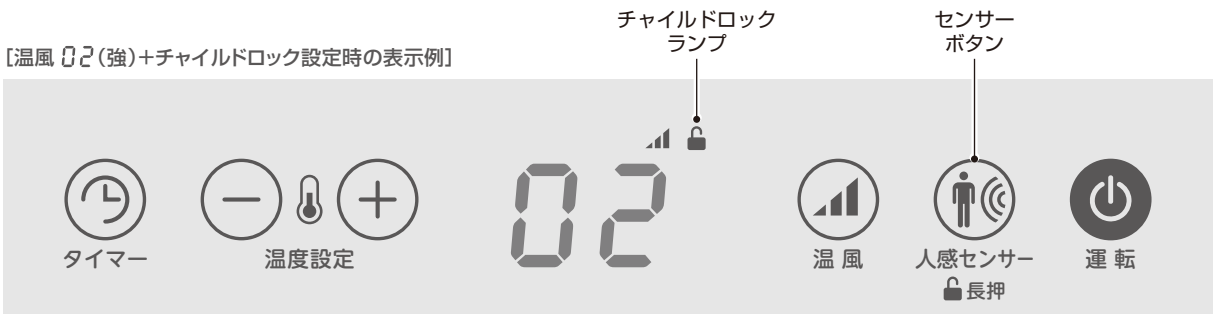 チャイルドロック
ランプ
センサー
ボタン
[温風 02(強)+チャイルドロック設定時の表示例]
02
タイマー
温度設定
温 風
人感センサー
長押
運 転